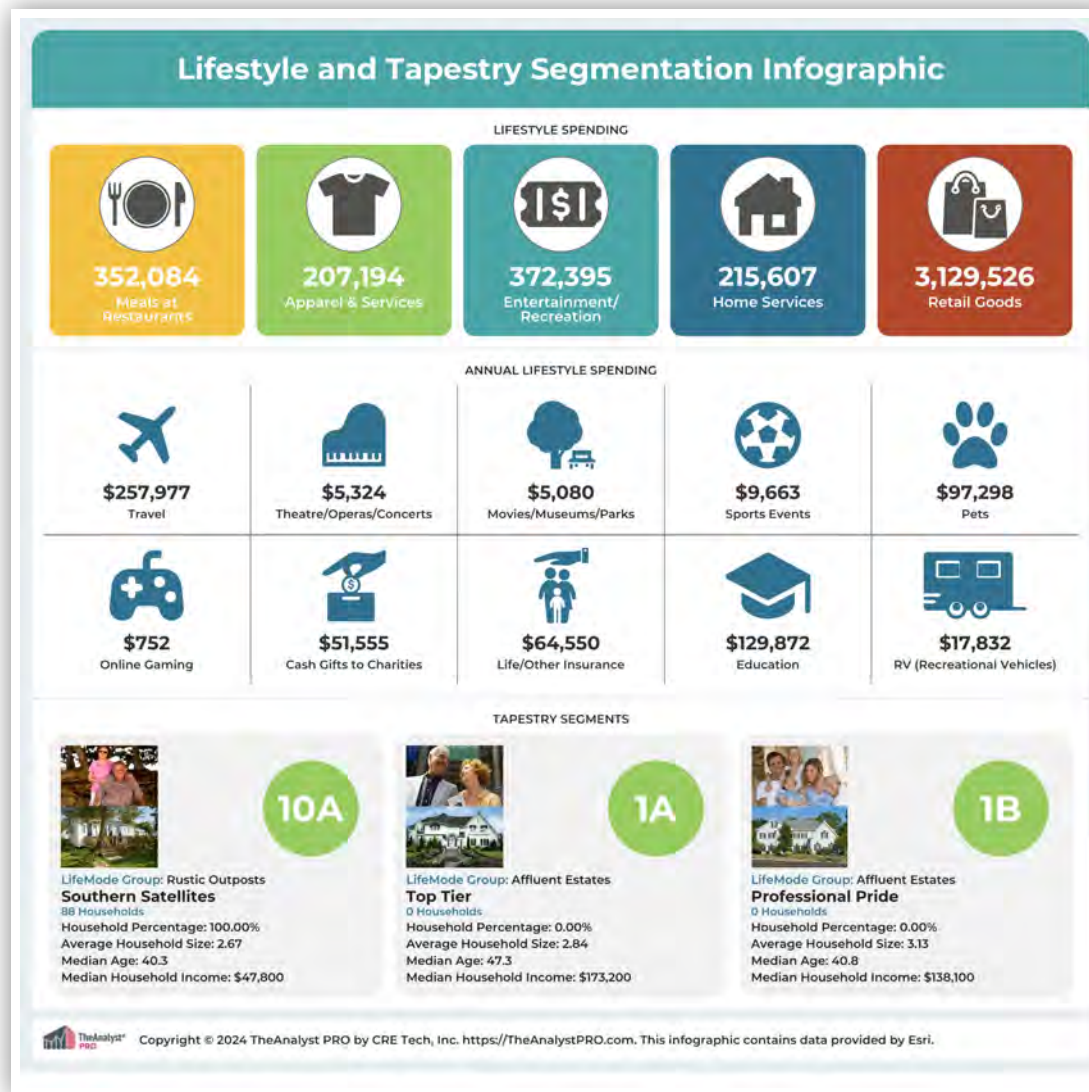 Lifestyle and Tapestry Segmentation Infographic
LIFESTYLE SPENDING
352,084
Meals at
Restaurants
207,194
Apparel & Services
372,395
Entertainment/
Recreation
215,607
Home Services
3,129,526
Retail Goods
ANNUAL LIFESTYLE SPENDING
$257,977
Travel
$5,324
Theatre/Operas/Concerts
$5,080
Movies/Museums/Parks
$9,663
Sports Events
$97,298
Pets
$752
Online Gaming
$51,555
Cash Gifts to Charities
$64,550
Life/Other Insurance
$129,872
Education
$17,832
RV (Recreational Vehicles)
TAPESTRY SEGMENTS
10A
LifeMode Group: Rustic Outposts
Southern Satellites
88 Households
Household Percentage: 100.00%
Average Household Size: 2.67
Median Age: 40.3
Median Household Income: $47,800
1A
LifeMode Group: Affluent Estates
Top Tier
0 Households
Household Percentage: 0.00%
Average Household Size: 2.84
Median Age: 47.3
Median Household Income: $173,200
1B
LifeMode Group: Affluent Estates
Professional Pride
0 Households
Household Percentage: 0.00%
Average Household Size: 3.13
Median Age: 40.8
Median Household Income: $138,100
TheAnalyst®
PRO
Copyright © 2024 TheAnalyst PRO by CRE Tech, Inc. https://TheAnalystPRO.com. This infographic contains data provided by Esri.